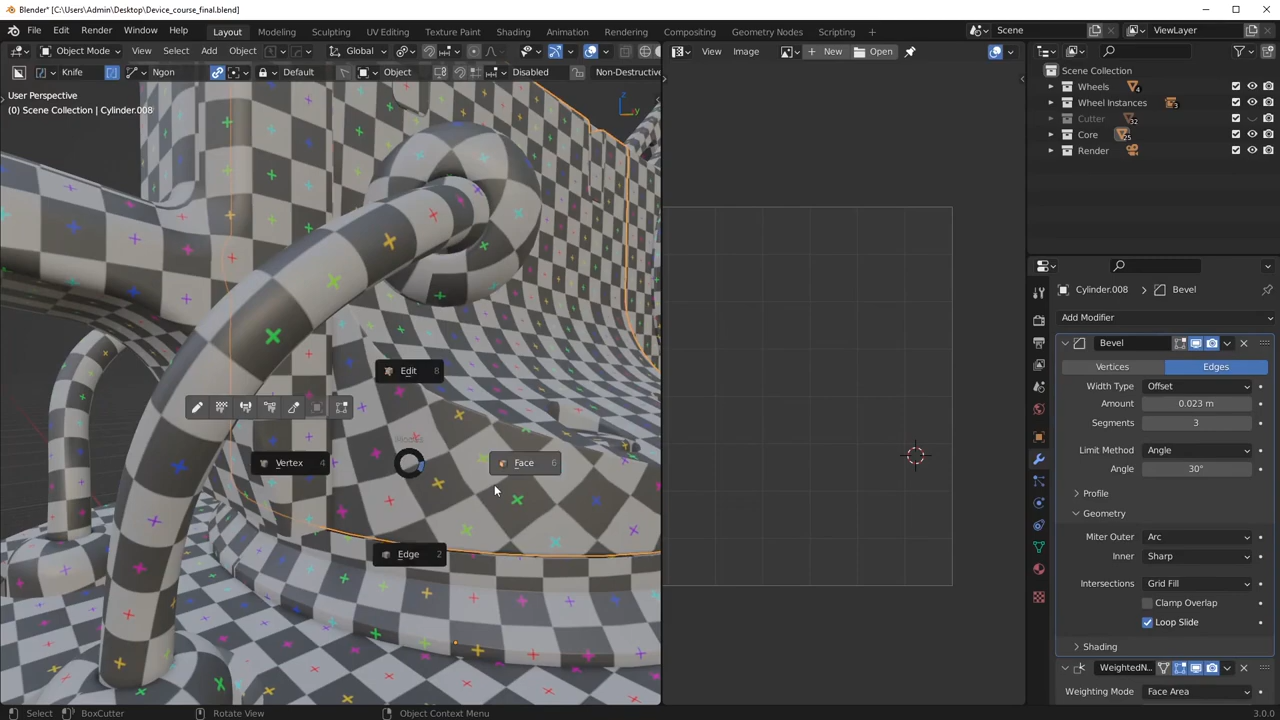 Blender* [C:\Users\Admin\Desktop\Device_course_final.blend]
File Edit Render Window Help Layout Modeling Sculpting UV Editing Texture Paint Shading Animation Rendering Compositing Geometry Nodes Scripting Scene ViewLayer
Object Mode View Select Add Object Global View Image New Open
Knife Ngon Default Object Disabled Non-Destructive
User Perspective
(0) Scene Collection | Cylinder.008
Scene Collection
Wheels 4
Wheel Instances 3
Cutter 32
Core 25
Render
Cylinder.008 Bevel
Add Modifier
Bevel
Vertices Edges
Width Type Offset
Amount 0.023 m
Segments 3
Limit Method Angle
Angle 30°
Profile
Geometry
Miter Outer Arc
Inner Sharp
Intersections Grid Fill
Clamp Overlap
Loop Slide
Shading
WeightedN...
Weighting Mode Face Area
Edit 8
Modes
Vertex 4
Face 6
Edge 2
Select BoxCutter Rotate View Object Context Menu 3.0.0